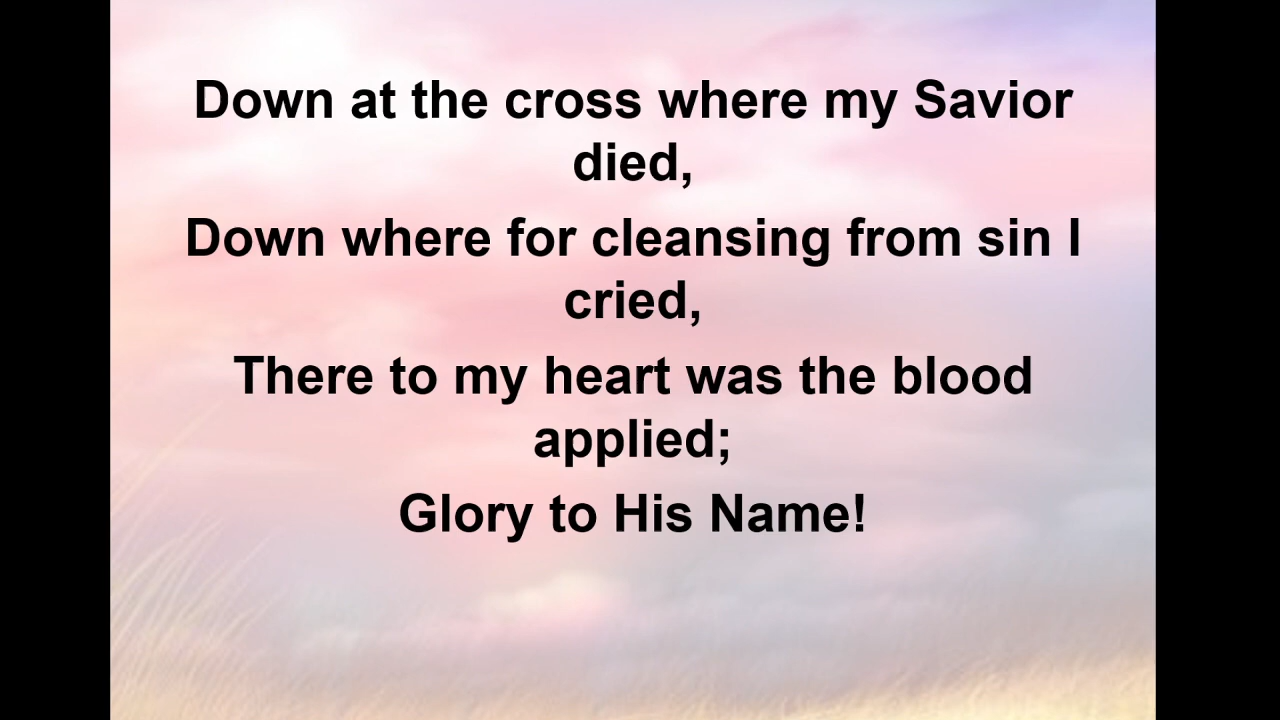 Down at the cross where my Savior
died,
Down where for cleansing from sin I
cried,
There to my heart was the blood
applied;
Glory to His Name!